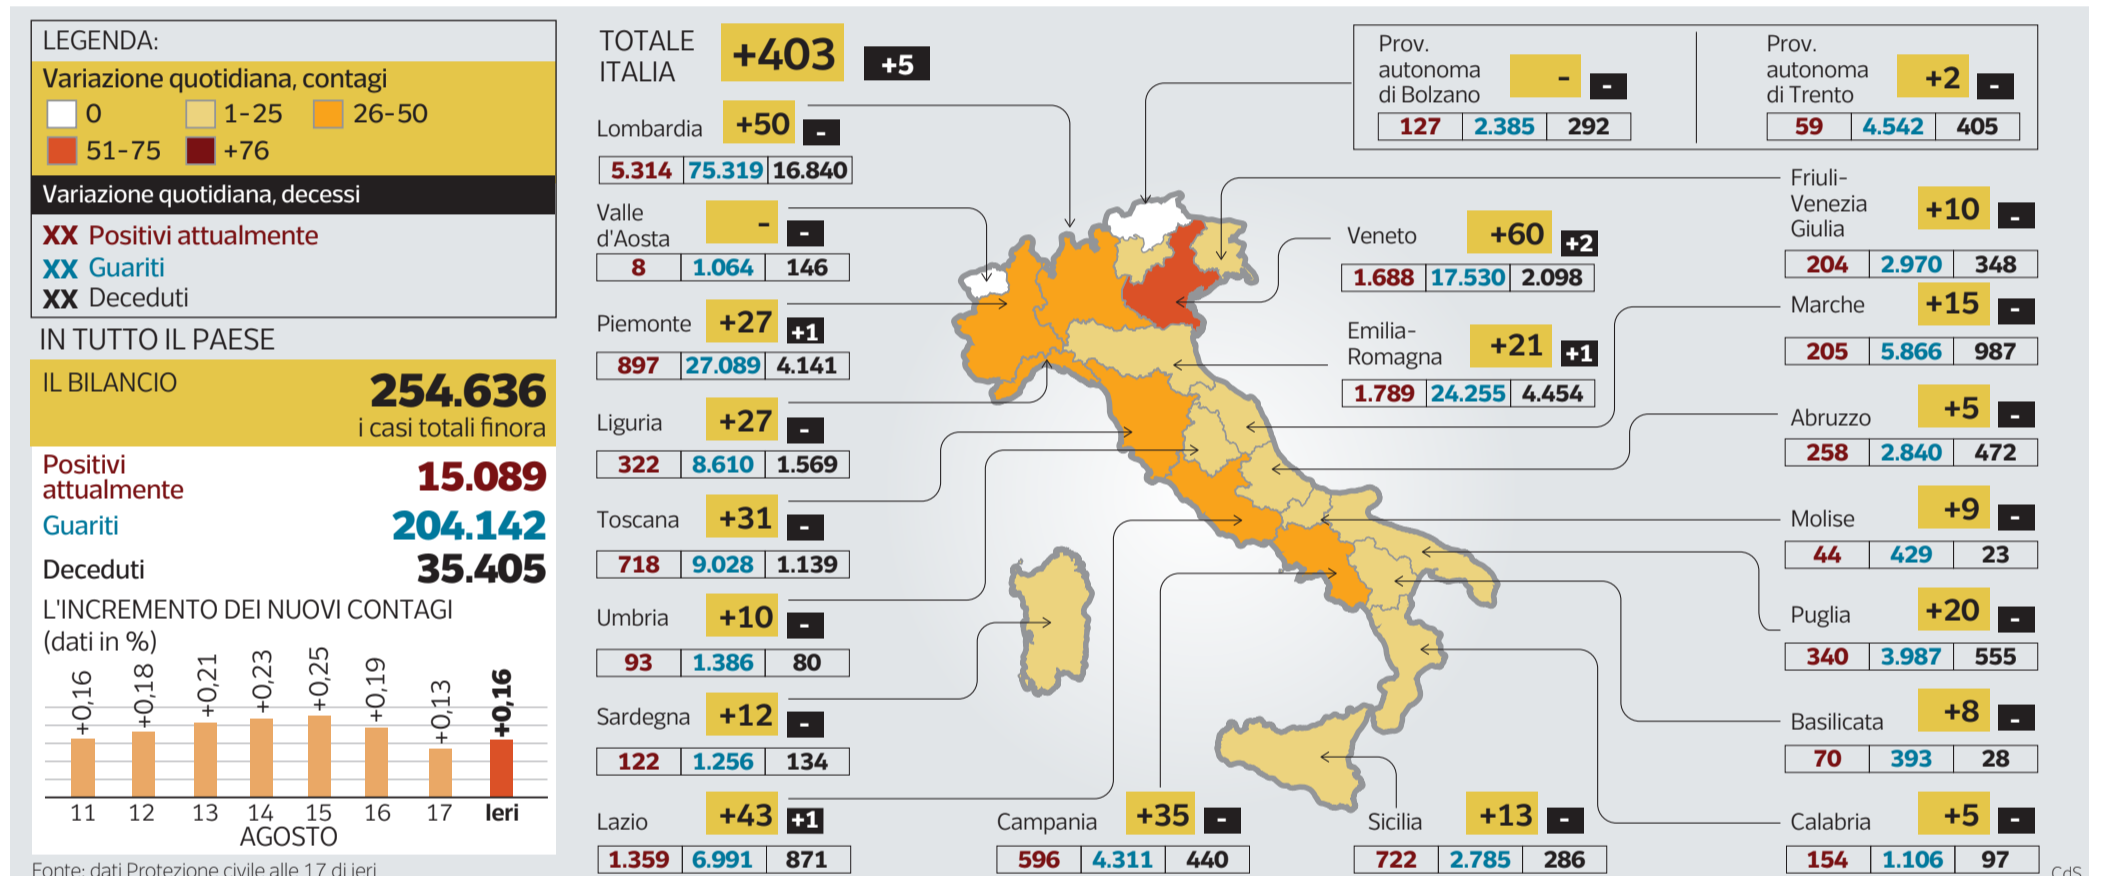 LEGENDA:
Variazione quotidiana, contagi
0 1-25 26-50
51-75 +76
Variazione quotidiana, decessi
XX Positivi attualmente
XX Guariti
XX Deceduti
IN TUTTO IL PAESE
IL BILANCIO 254.636
i casi totali finora
Positivi
attualmente 15.089
Guariti 204.142
Deceduti 35.405
L'INCREMENTO DEI NUOVI CONTAGI
(dati in %)
+0,16 +0,18 +0,21 +0,23 +0,25 +0,19 +0,13 +0,16
11 12 13 14 15 16 17 Ieri
AGOSTO
Fonte: dati Protezione civile alle 17 di ieri
TOTALE
ITALIA +403 +5
Lombardia +50 -
5.314 75.319 16.840
Valle
d'Aosta - -
8 1.064 146
Piemonte +27 +1
897 27.089 4.141
Liguria +27 -
322 8.610 1.569
Toscana +31 -
718 9.028 1.139
Umbria +10 -
93 1.386 80
Sardegna +12 -
122 1.256 134
Lazio +43 +1
1.359 6.991 871
Campania +35 -
596 4.311 440
Sicilia +13 -
722 2.785 286
Prov.
autonoma
di Bolzano - -
127 2.385 292
Prov.
autonoma
di Trento +2 -
59 4.542 405
Veneto +60 +2
1.688 17.530 2.098
Emilia-
Romagna +21 +1
1.789 24.255 4.454
Friuli-
Venezia
Giulia +10 -
204 2.970 348
Marche +15 -
205 5.866 987
Abruzzo +5 -
258 2.840 472
Molise +9 -
44 429 23
Puglia +20 -
340 3.987 555
Basilicata +8 -
70 393 28
Calabria +5 -
154 1.106 97
CdS